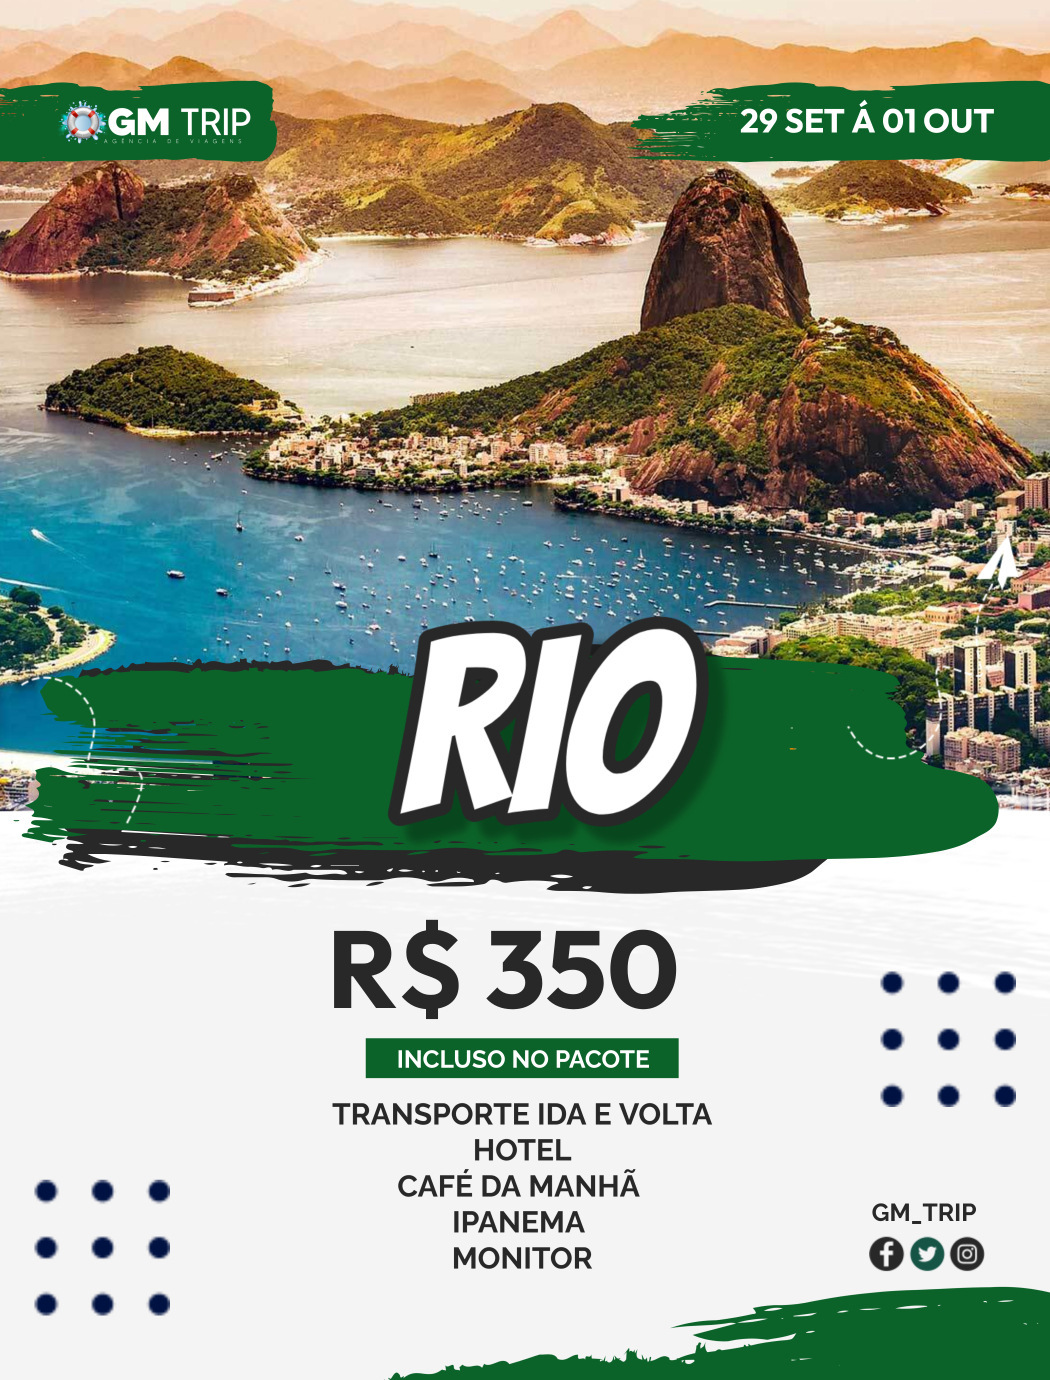 GM TRIP
AGÊNCIA DE VIAGENS
29 SET Á 01 OUT
RIO
R$ 350
INCLUSO NO PACOTE
TRANSPORTE IDA E VOLTA
HOTEL
CAFÉ DA MANHÃ
IPANEMA
MONITOR
GM_TRIP